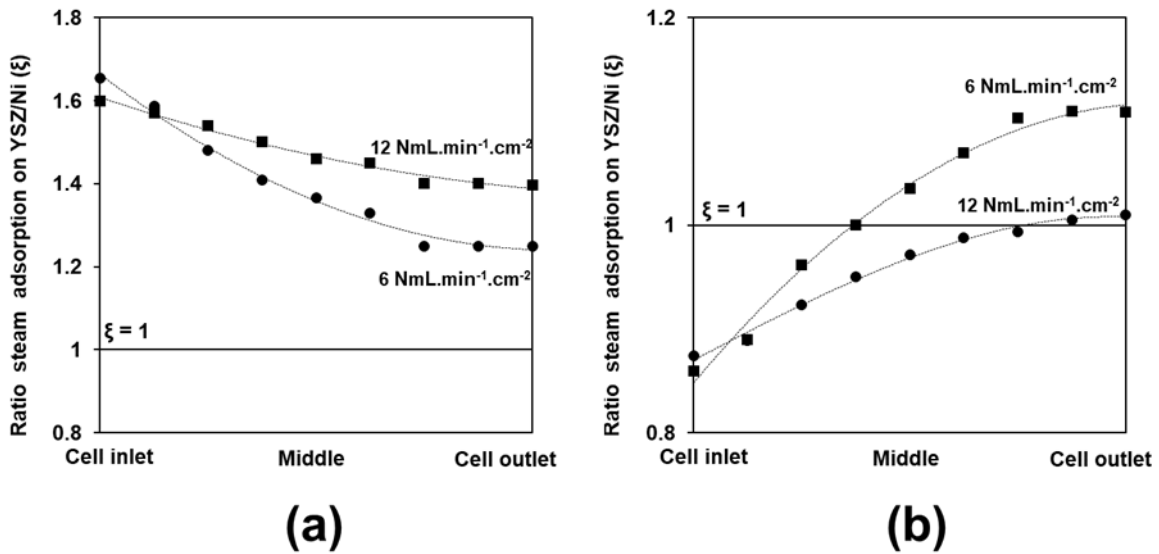 Ratio steam adsorption on YSZ/Ni (ξ)
1.8
1.6
1.4
1.2
1
0.8
12 NmL.min⁻¹.cm⁻²
6 NmL.min⁻¹.cm⁻²
ξ = 1
Cell inlet Middle Cell outlet
(a)
Ratio steam adsorption on YSZ/Ni (ξ)
1.2
1
0.8
6 NmL.min⁻¹.cm⁻²
12 NmL.min⁻¹.cm⁻²
ξ = 1
Cell inlet Middle Cell outlet
(b)